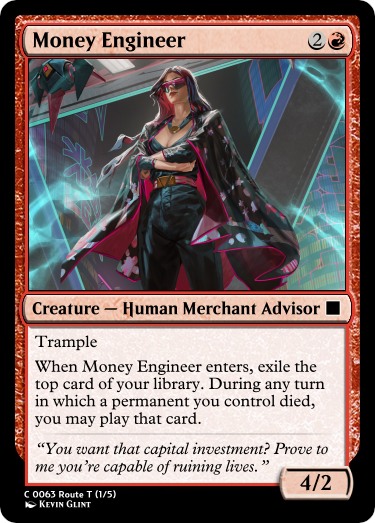 Money Engineer 2
Creature — Human Merchant Advisor
Trample
When Money Engineer enters, exile the
top card of your library. During any turn
in which a permanent you control died,
you may play that card.
“You want that capital investment? Prove to
me you’re capable of ruining lives.”
4/2
C 0063 Route T (1/5)
Kevin Glint